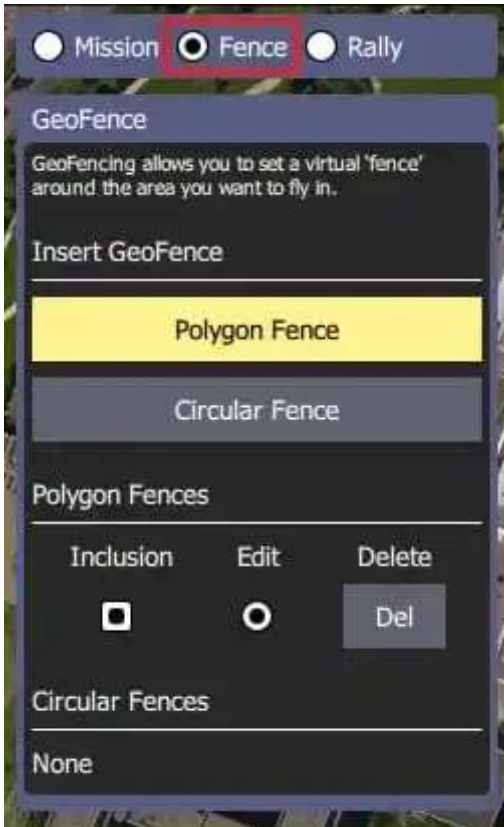 Mission Fence Rally
GeoFence
GeoFencing allows you to set a virtual 'fence'
around the area you want to fly in.
Insert GeoFence
Polygon Fence
Circular Fence
Polygon Fences
Inclusion Edit Delete
Del
Circular Fences
None